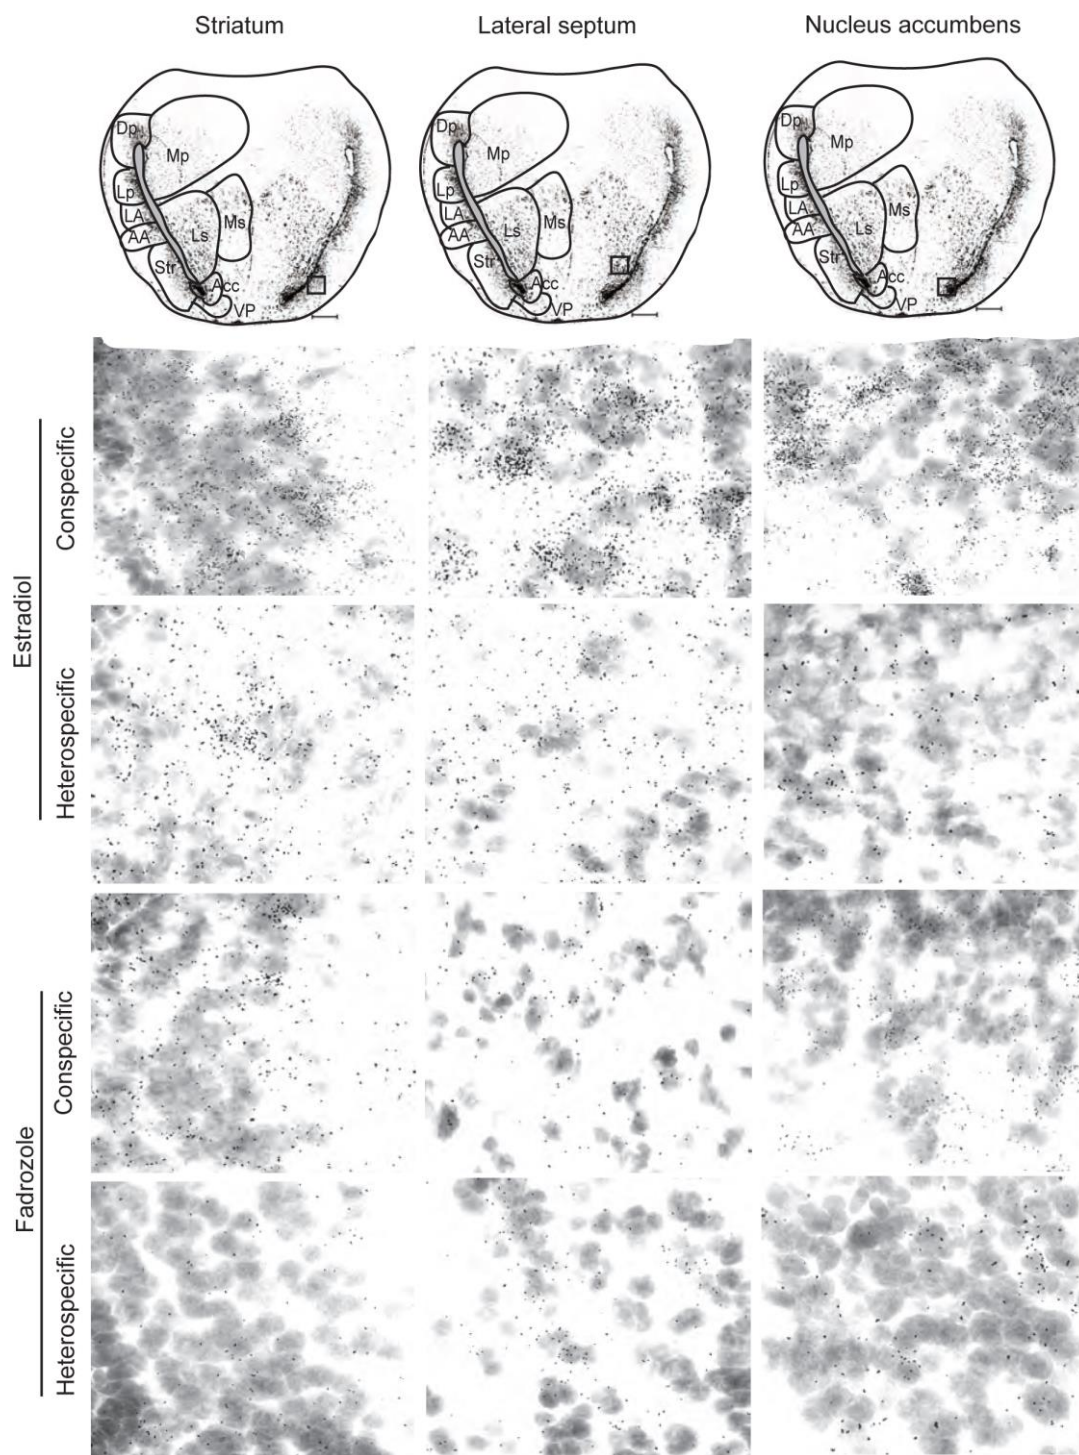 Striatum
Lateral septum
Nucleus accumbens
Dp
Mp
Lp
LA
AA
Ls
Ms
Str
Acc
VP
Dp
Mp
Lp
LA
AA
Ls
Ms
Str
Acc
VP
Dp
Mp
Lp
LA
AA
Ls
Ms
Str
Acc
VP
Estradiol
Conspecific
Heterospecific
Fadrozole
Conspecific
Heterospecific